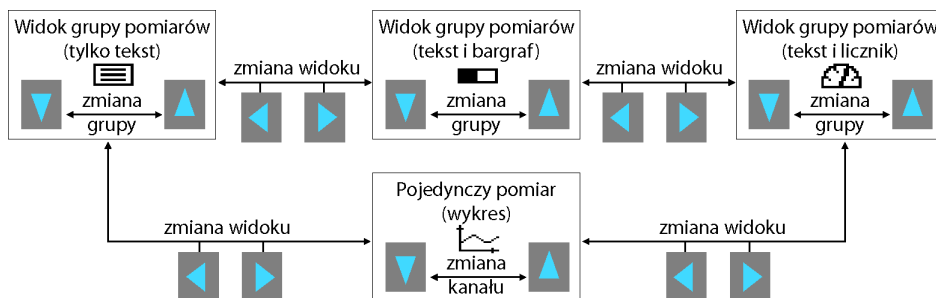 Widok grupy pomiarów
(tylko tekst)
zmiana
grupy
zmiana widoku
Widok grupy pomiarów
(tekst i bargraf)
zmiana
grupy
zmiana widoku
Widok grupy pomiarów
(tekst i licznik)
zmiana
grupy
zmiana widoku
Pojedynczy pomiar
(wykres)
zmiana
kanału
zmiana widoku